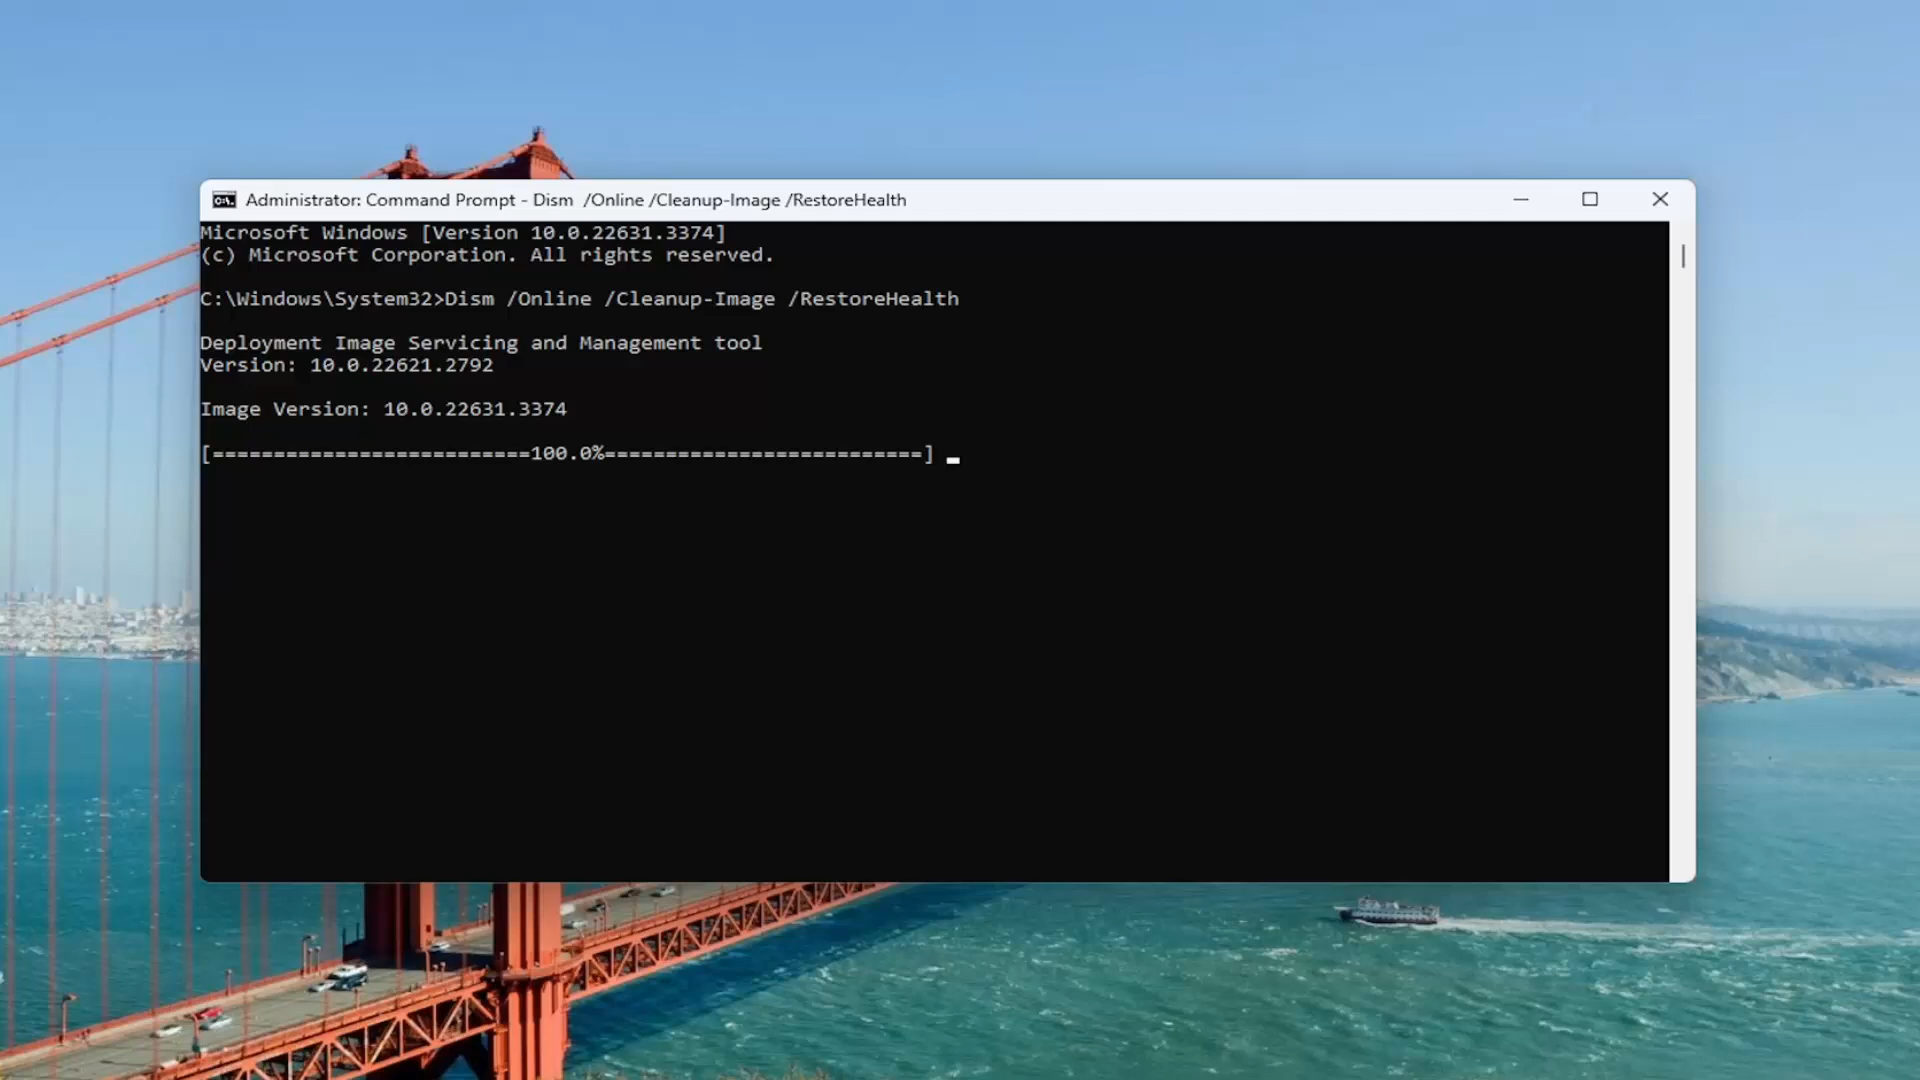 Administrator: Command Prompt - Dism  /Online /Cleanup-Image /RestoreHealth
Microsoft Windows [Version 10.0.22631.3374]
(c) Microsoft Corporation. All rights reserved.
C:\Windows\System32>Dism /Online /Cleanup-Image /RestoreHealth
Deployment Image Servicing and Management tool
Version: 10.0.22621.2792
Image Version: 10.0.22631.3374
[==========================100.0%==========================]